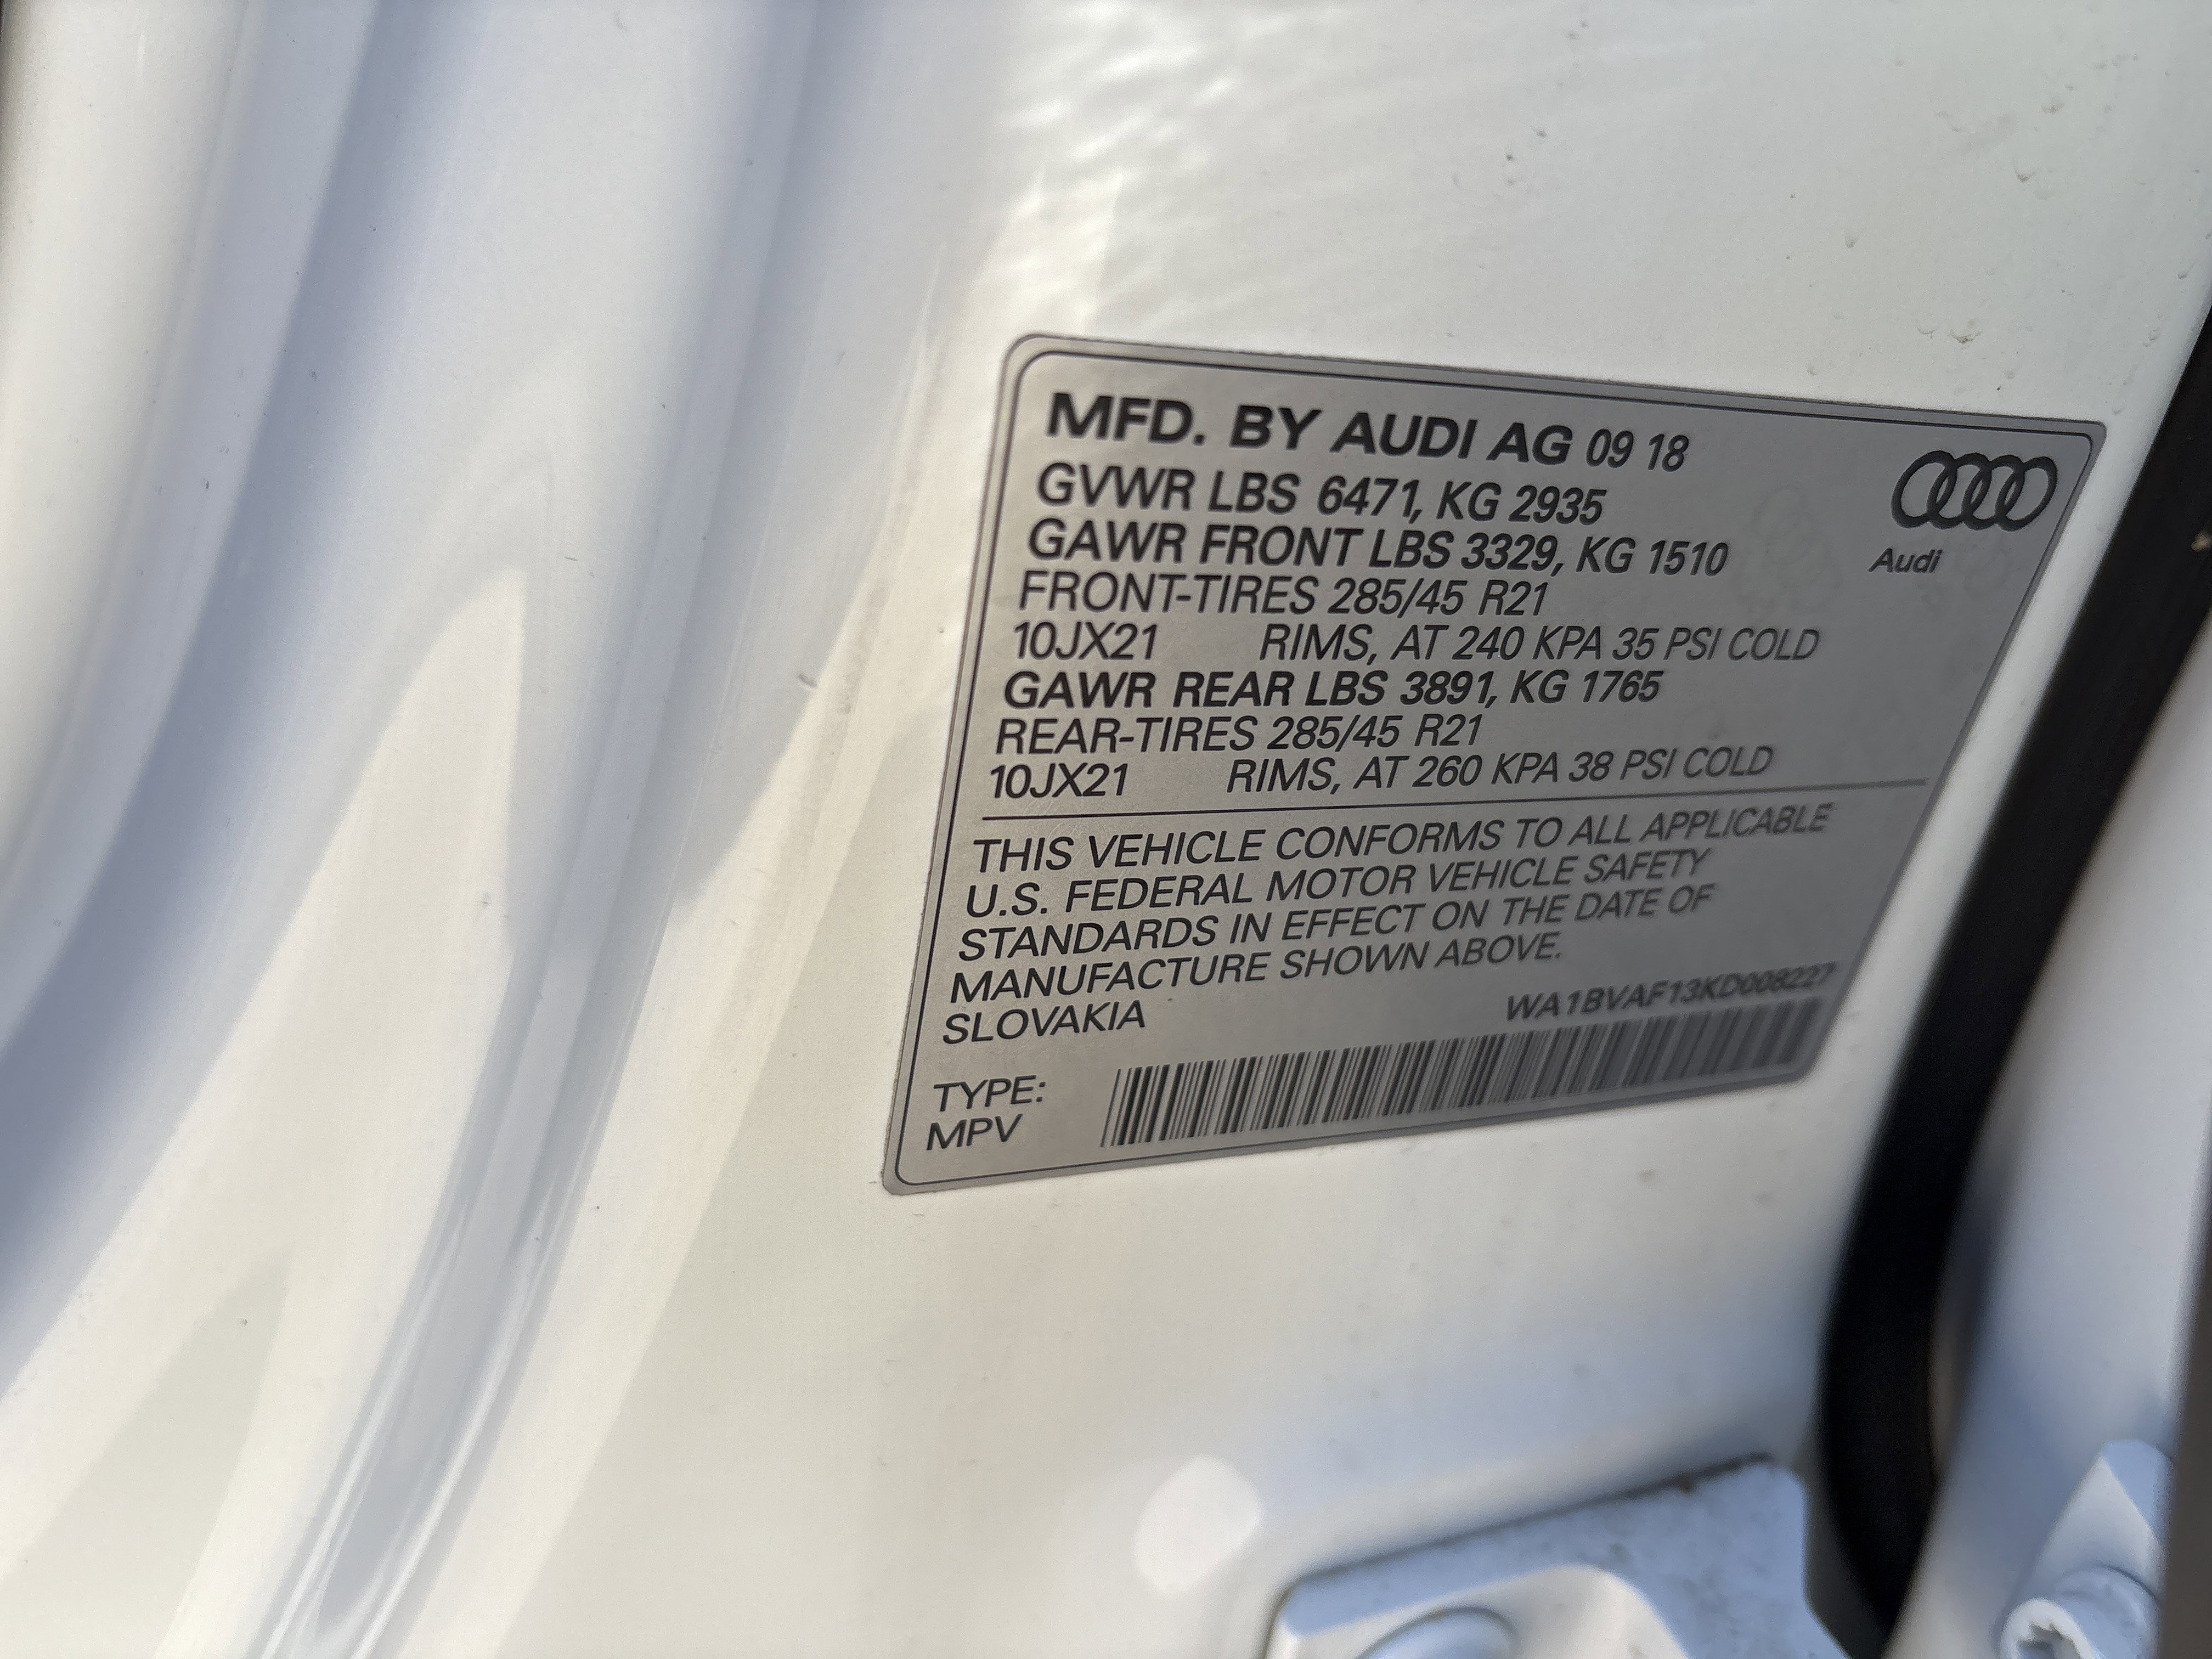 MFD. BY AUDI AG 09 18
GVWR LBS 6471, KG 2935
GAWR FRONT LBS 3329, KG 1510
Audi
FRONT-TIRES 285/45 R21
10JX21 RIMS, AT 240 KPA 35 PSI COLD
GAWR REAR LBS 3891, KG 1765
REAR-TIRES 285/45 R21
10JX21 RIMS, AT 260 KPA 38 PSI COLD
THIS VEHICLE CONFORMS TO ALL APPLICABLE
U.S. FEDERAL MOTOR VEHICLE SAFETY
STANDARDS IN EFFECT ON THE DATE OF
MANUFACTURE SHOWN ABOVE.
SLOVAKIA WA1BVAF13KD008227
TYPE:
MPV